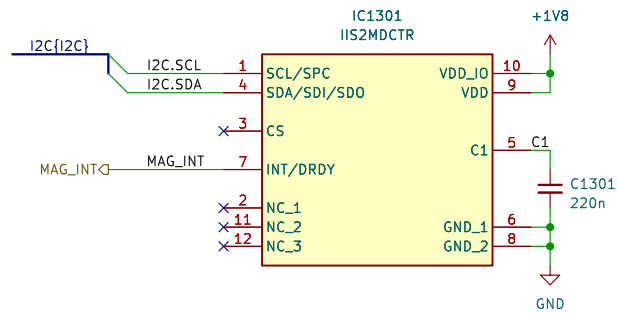 IC1301
IIS2MDCTR
+1V8
I2C{I2C}
I2C.SCL 1 SCL/SPC VDD_IO 10
I2C.SDA 4 SDA/SDI/SDO VDD 9
3 CS
C1 5 C1
MAG_INT MAG_INT 7 INT/DRDY
C1301
220n
2 NC_1
11 NC_2 GND_1 6
12 NC_3 GND_2 8
GND